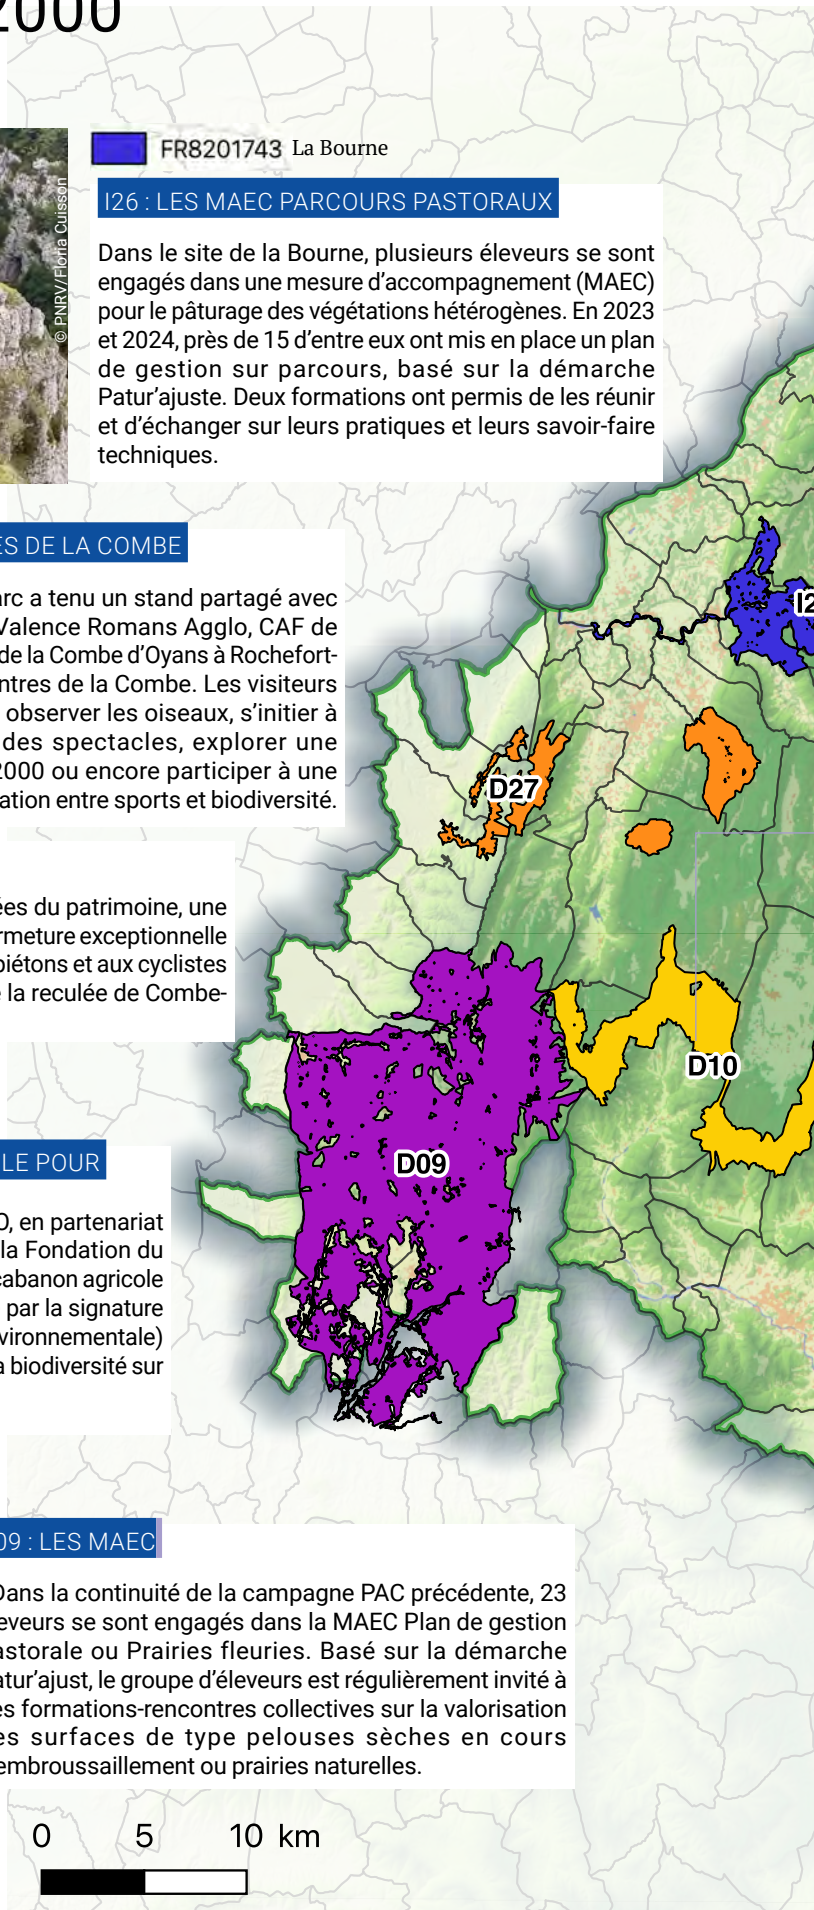 2000
© PNRV/Floria Cuisson
FR8201743 La Bourne
I26 : LES MAEC PARCOURS PASTORAUX
Dans le site de la Bourne, plusieurs éleveurs se sont
engagés dans une mesure d’accompagnement (MAEC)
pour le pâturage des végétations hétérogènes. En 2023
et 2024, près de 15 d’entre eux ont mis en place un plan
de gestion sur parcours, basé sur la démarche
Patur’ajuste. Deux formations ont permis de les réunir
et d’échanger sur leurs pratiques et leurs savoir-faire
techniques.
ES DE LA COMBE
arc a tenu un stand partagé avec
Valence Romans Agglo, CAF de
de la Combe d’Oyans à Rochefort-
ntres de la Combe. Les visiteurs
observer les oiseaux, s’initier à
des spectacles, explorer une
2000 ou encore participer à une
ation entre sports et biodiversité.
ées du patrimoine, une
rmeture exceptionnelle
piétons et aux cyclistes
e la reculée de Combe-
LE POUR
O, en partenariat
la Fondation du
cabanon agricole
par la signature
vironnementale)
a biodiversité sur
09 : LES MAEC
Dans la continuité de la campagne PAC précédente, 23
eveurs se sont engagés dans la MAEC Plan de gestion
astorale ou Prairies fleuries. Basé sur la démarche
atur’ajust, le groupe d’éleveurs est régulièrement invité à
es formations-rencontres collectives sur la valorisation
es surfaces de type pelouses sèches en cours
’embroussaillement ou prairies naturelles.
I2
D27
D10
D09
0 5 10 km